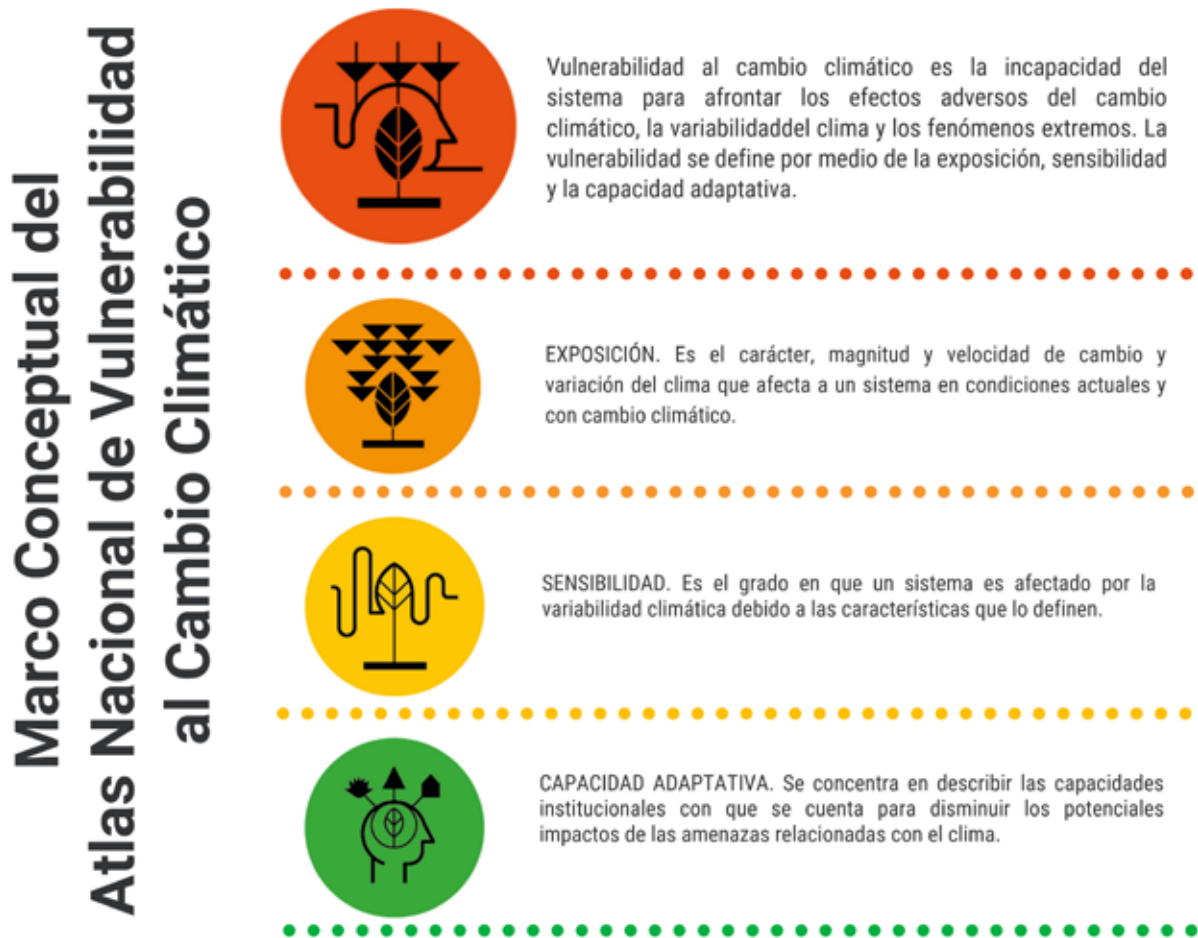 Marco Conceptual del
Atlas Nacional de Vulnerabilidad
al Cambio Climático
Vulnerabilidad al cambio climático es la incapacidad del
sistema para afrontar los efectos adversos del cambio
climático, la variabilidaddel clima y los fenómenos extremos. La
vulnerabilidad se define por medio de la exposición, sensibilidad
y la capacidad adaptativa.
EXPOSICIÓN. Es el carácter, magnitud y velocidad de cambio y
variación del clima que afecta a un sistema en condiciones actuales y
con cambio climático.
SENSIBILIDAD. Es el grado en que un sistema es afectado por la
variabilidad climática debido a las características que lo definen.
CAPACIDAD ADAPTATIVA. Se concentra en describir las capacidades
institucionales con que se cuenta para disminuir los potenciales
impactos de las amenazas relacionadas con el clima.